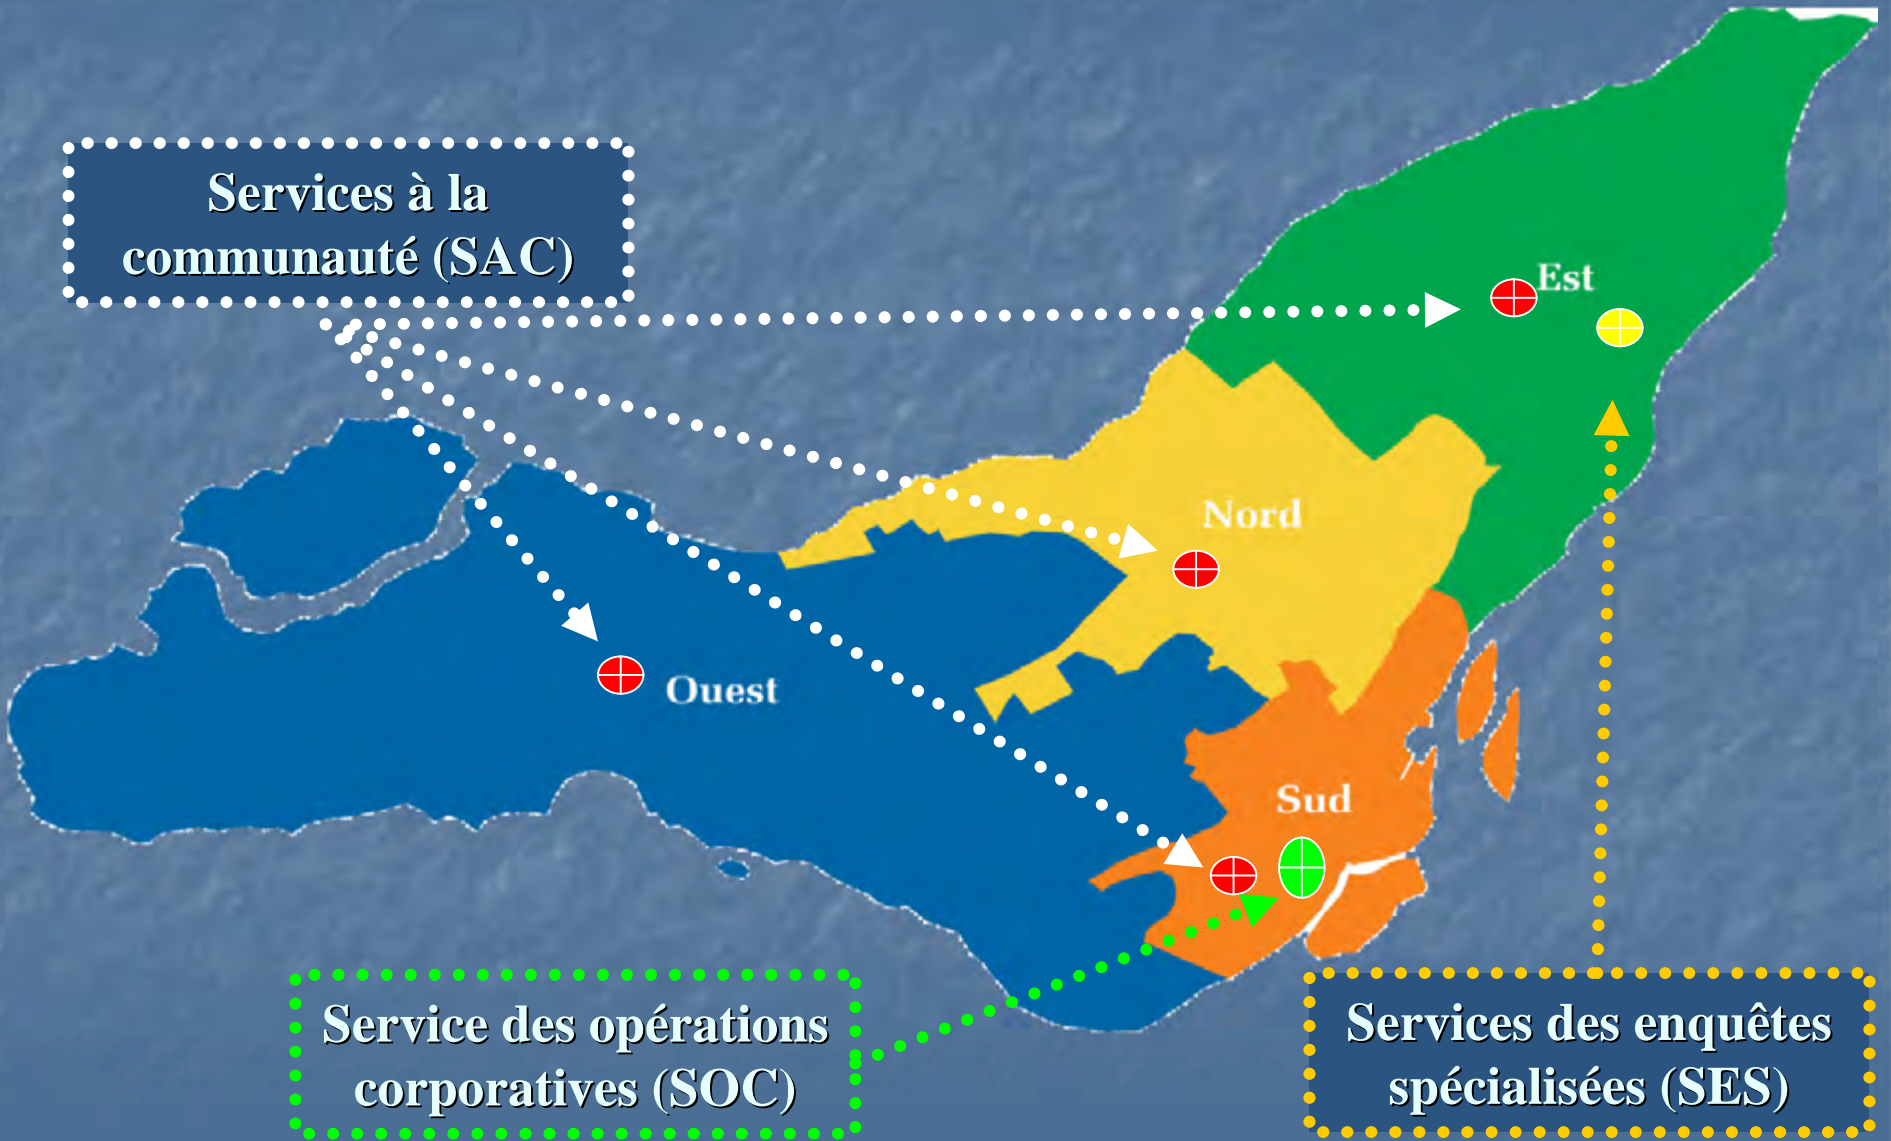 Services à la
communauté (SAC)
Est
Nord
Ouest
Sud
Service des opérations
corporatives (SOC)
Services des enquêtes
spécialisées (SES)